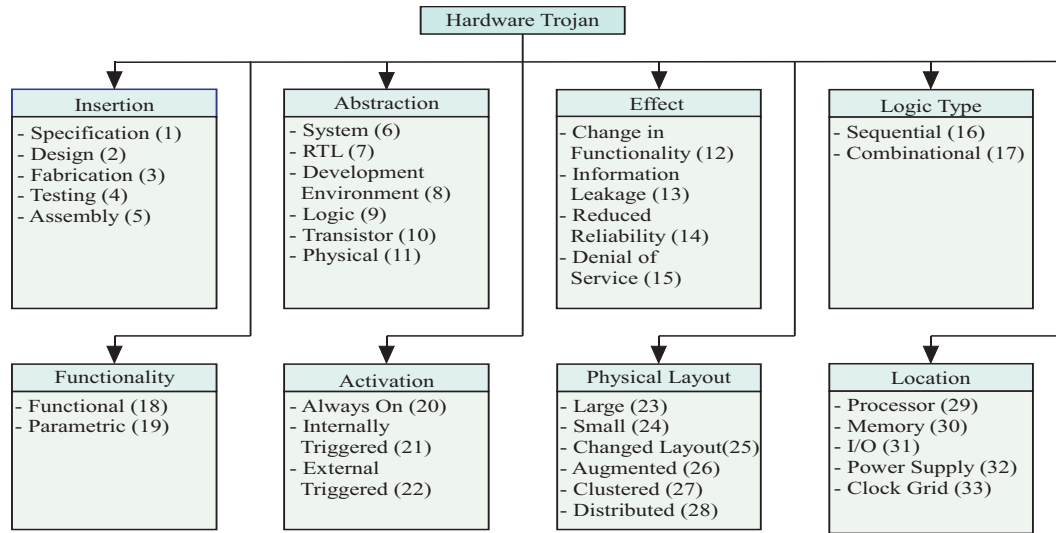 Hardware Trojan
Insertion
- Specification (1)
- Design (2)
- Fabrication (3)
- Testing (4)
- Assembly (5)
Abstraction
- System (6)
- RTL (7)
- Development
Environment (8)
- Logic (9)
- Transistor (10)
- Physical (11)
Effect
- Change in
Functionality (12)
- Information
Leakage (13)
- Reduced
Reliability (14)
- Denial of
Service (15)
Logic Type
- Sequential (16)
- Combinational (17)
Functionality
- Functional (18)
- Parametric (19)
Activation
- Always On (20)
- Internally
Triggered (21)
- External
Triggered (22)
Physical Layout
- Large (23)
- Small (24)
- Changed Layout(25)
- Augmented (26)
- Clustered (27)
- Distributed (28)
Location
- Processor (29)
- Memory (30)
- I/O (31)
- Power Supply (32)
- Clock Grid (33)